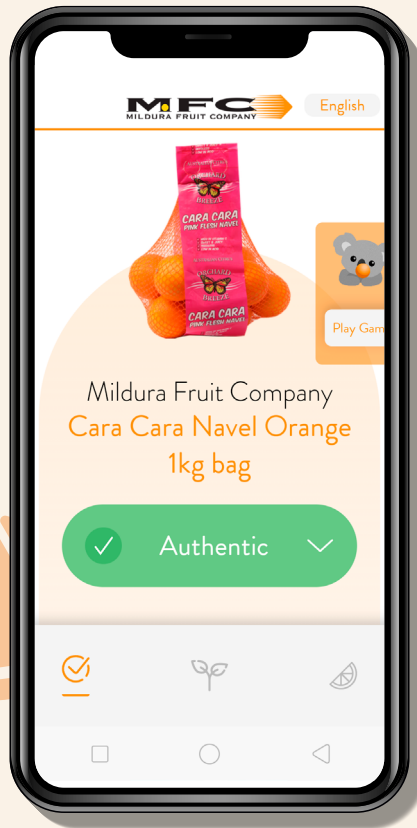 MFC
MILDURA FRUIT COMPANY
English
ORCHARD
BREEZE
CARA CARA
PINK FLESH NAVEL
ORCHARD
BREEZE
CARA CARA
PINK FLESH NAVEL
Play Gam
Mildura Fruit Company
Cara Cara Navel Orange
1kg bag
Authentic